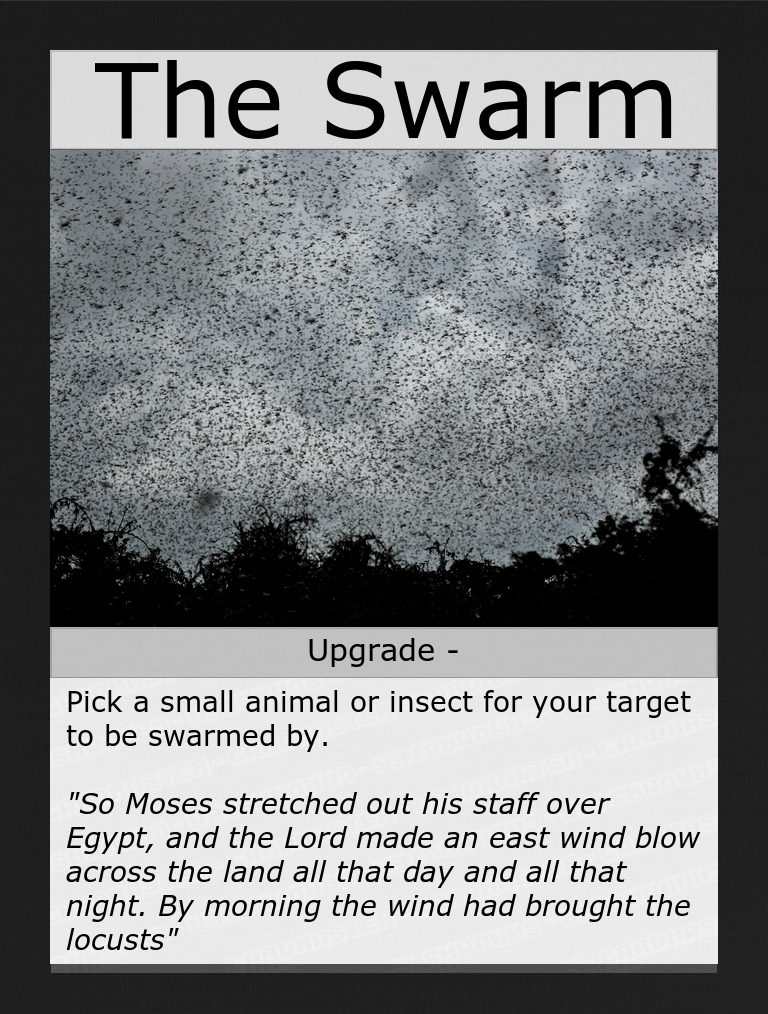 The Swarm
Upgrade -
Pick a small animal or insect for your target
to be swarmed by.
"So Moses stretched out his staff over
Egypt, and the Lord made an east wind blow
across the land all that day and all that
night. By morning the wind had brought the
locusts"